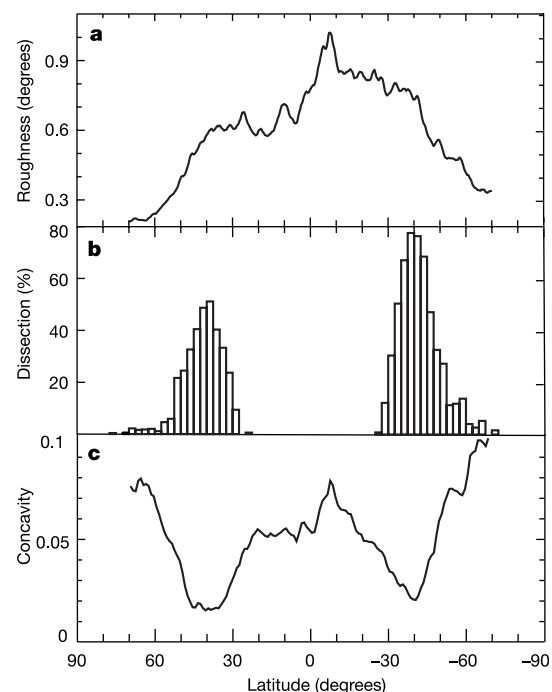 a
0.9
0.6
0.3
Roughness (degrees)
b
80
60
40
20
Dissection (%)
c
0.1
0.05
0
Concavity
90 60 30 0 –30 –60 –90
Latitude (degrees)